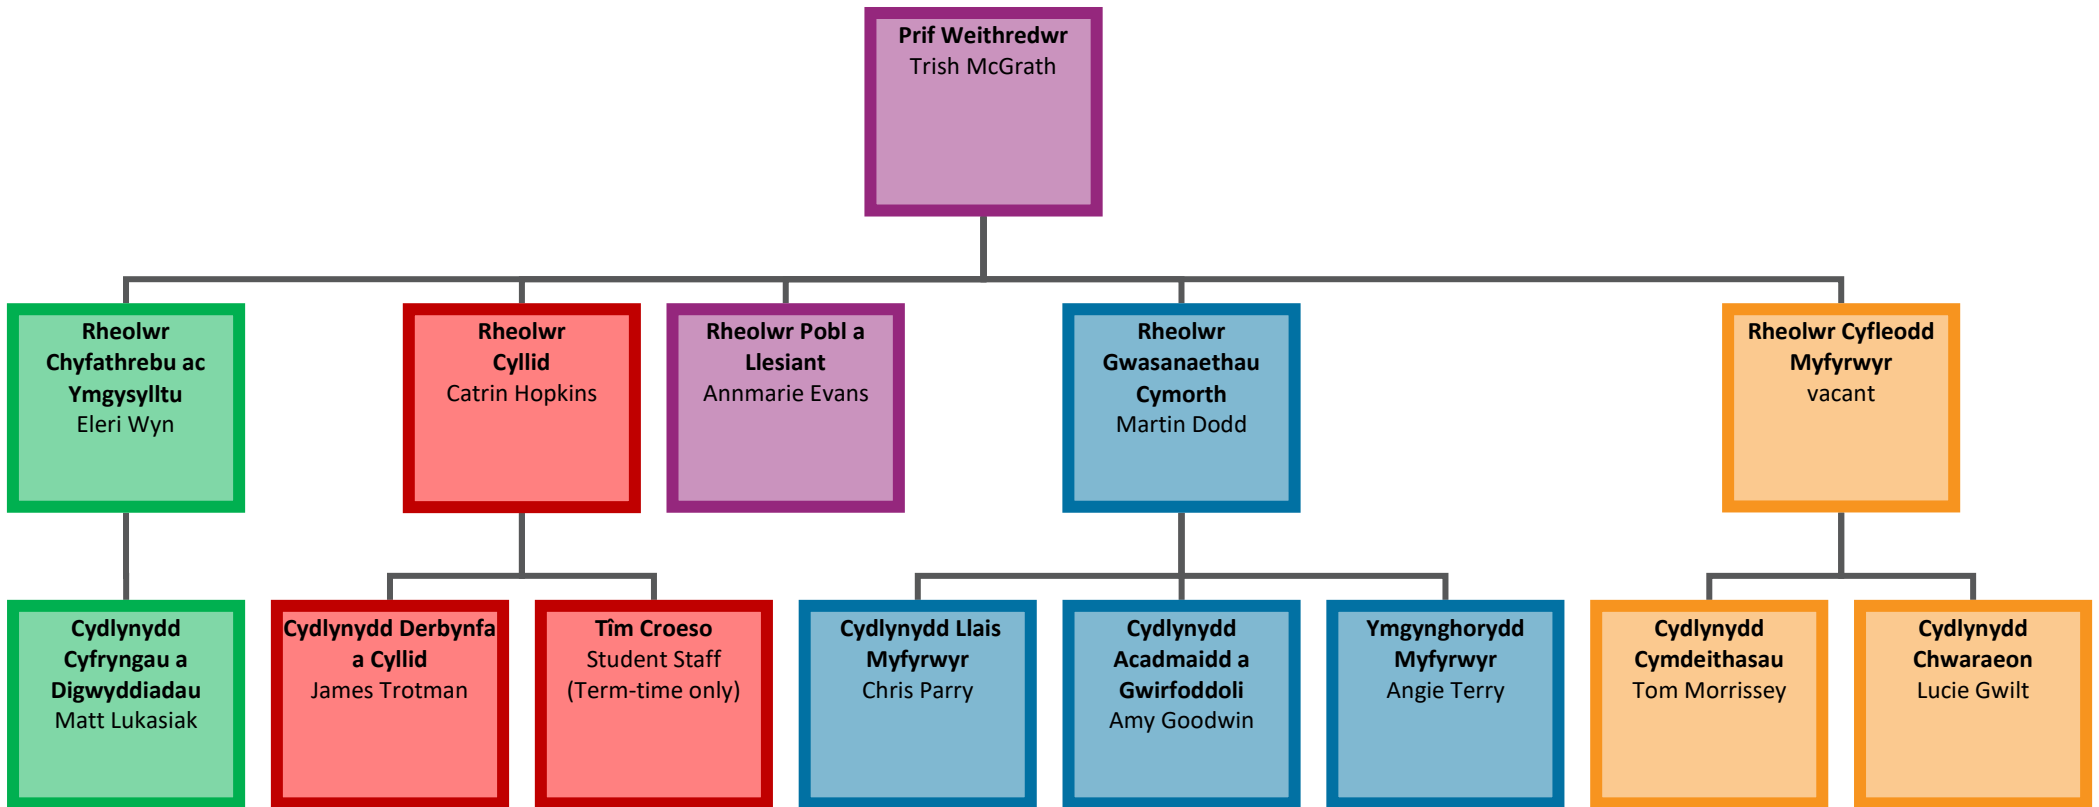 Prif Weithredwr
Trish McGrath
Rheolwr
Chyfathrebu ac
Ymgysylltu
Eleri Wyn
Rheolwr
Cyllid
Catrin Hopkins
Rheolwr Pobl a
Llesiant
Annmarie Evans
Rheolwr
Gwasanaethau
Cymorth
Martin Dodd
Rheolwr Cyfleodd
Myfyrwyr
vacant
Cydlynydd
Cyfryngau a
Digwyddiadau
Matt Lukasiak
Cydlynydd Derbynfa
a Cyllid
James Trotman
Tîm Croeso
Student Staff
(Term-time only)
Cydlynydd Llais
Myfyrwyr
Chris Parry
Cydlynydd
Acadmaidd a
Gwirfoddoli
Amy Goodwin
Ymgynghorydd
Myfyrwyr
Angie Terry
Cydlynydd
Cymdeithasau
Tom Morrissey
Cydlynydd
Chwaraeon
Lucie Gwilt